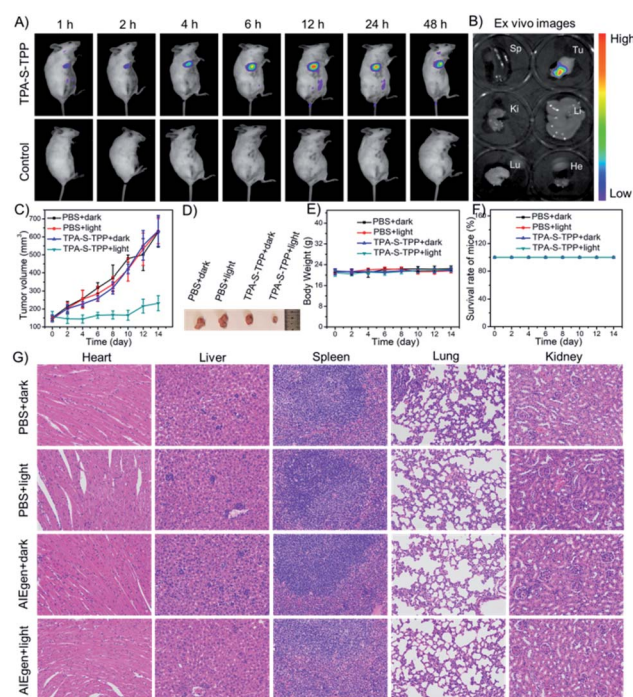 A)
1 h 2 h 4 h 6 h 12 h 24 h 48 h
TPA-S-TPP
Control
B) Ex vivo images
Sp Tu
Ki Li
Lu He
High
Low
C)
Tumor volume (mm3)
700
600
500
400
300
200
100
PBS+dark
PBS+light
TPA-S-TPP+dark
TPA-S-TPP+light
0 2 4 6 8 10 12 14
Time (day)
D)
PBS+dark
PBS+light
TPA-S-TPP+dark
TPA-S-TPP+light
E)
Body Weight (g)
36
24
12
0
PBS+dark
PBS+light
TPA-S-TPP+dark
TPA-S-TPP+light
0 2 4 6 8 10 12 14
Time (day)
F)
Survival rate of mice (%)
160
120
80
40
0
PBS+dark
PBS+light
TPA-S-TPP+dark
TPA-S-TPP+light
0 2 4 6 8 10 12 14
Time (day)
G)
Heart Liver Spleen Lung Kidney
PBS+dark
PBS+light
AIEgen+dark
AIEgen+light